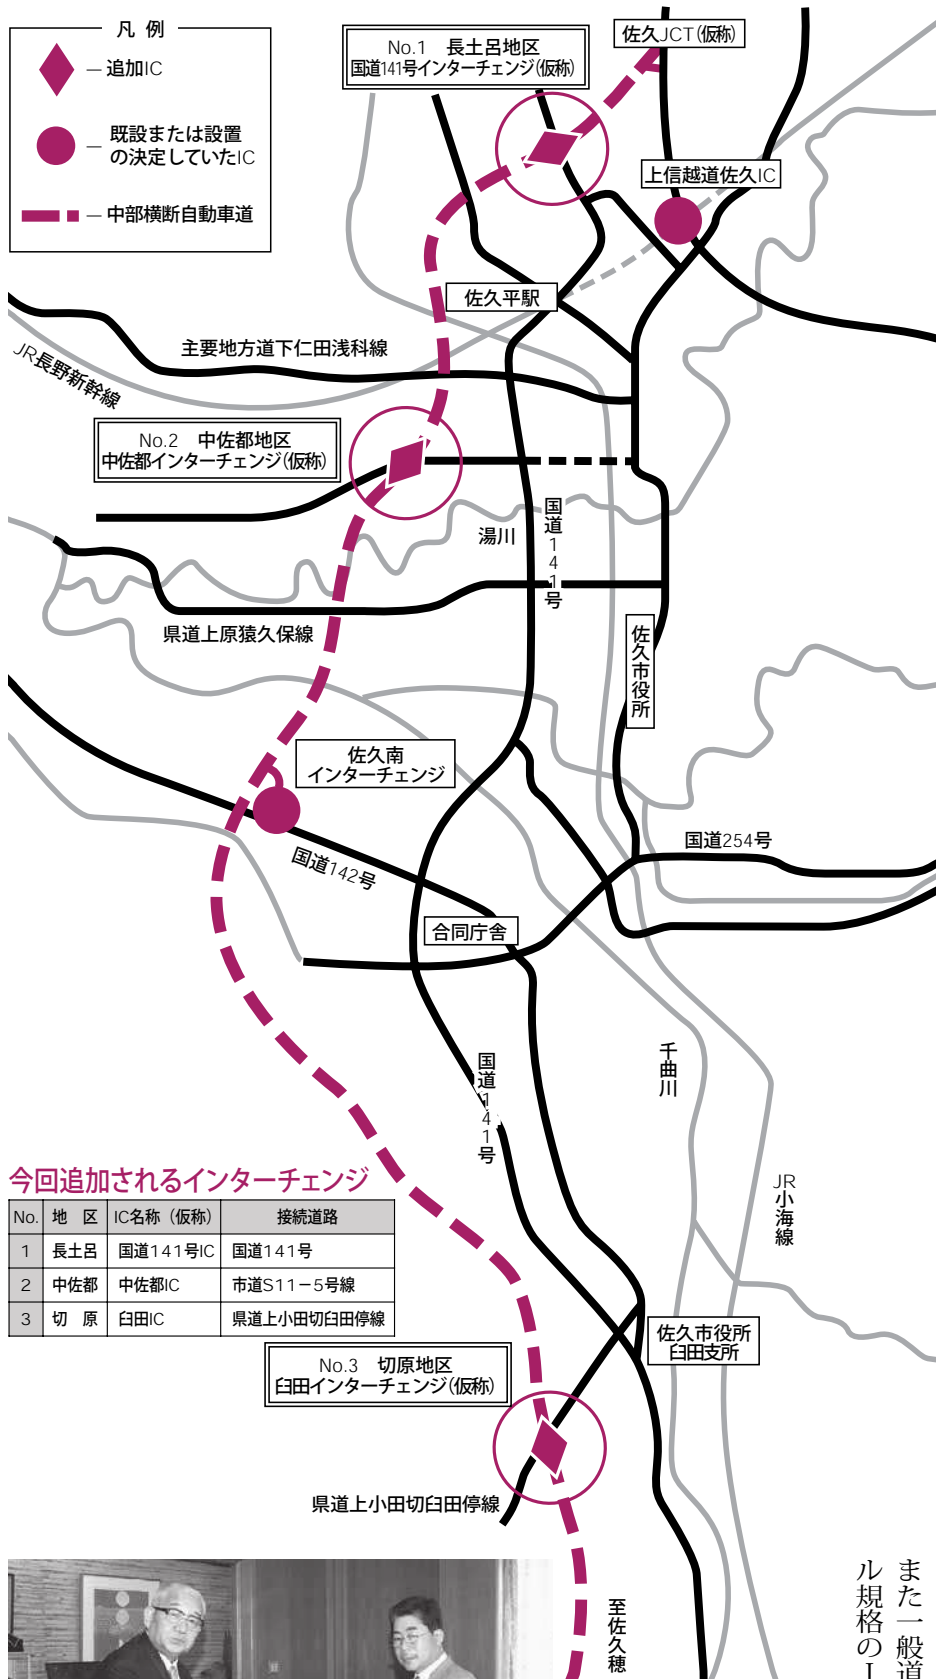 凡 例
追加IC
既設または設置
の決定していたIC
中部横断自動車道
No.1 長土呂地区
国道141号インターチェンジ(仮称)
佐久JCT(仮称)
上信越道佐久IC
佐久平駅
主要地方道下仁田浅科線
JR長野新幹線
No.2 中佐都地区
中佐都インターチェンジ(仮称)
湯川
国道141号
県道上原猿久保線
佐久市役所
佐久南
インターチェンジ
国道142号
国道254号
合同庁舎
千曲川
国道141号
JR小海線
今回追加されるインターチェンジ
No. 地 区 IC名称(仮称) 接続道路
1 長土呂 国道141号IC 国道141号
2 中佐都 中佐都IC 市道S11-5号線
3 切 原 臼田IC 県道上小田切臼田停線
佐久市役所
臼田支所
No.3 切原地区
臼田インターチェンジ(仮称)
県道上小田切臼田停線
至佐久穂
また一般道
ル規格のI